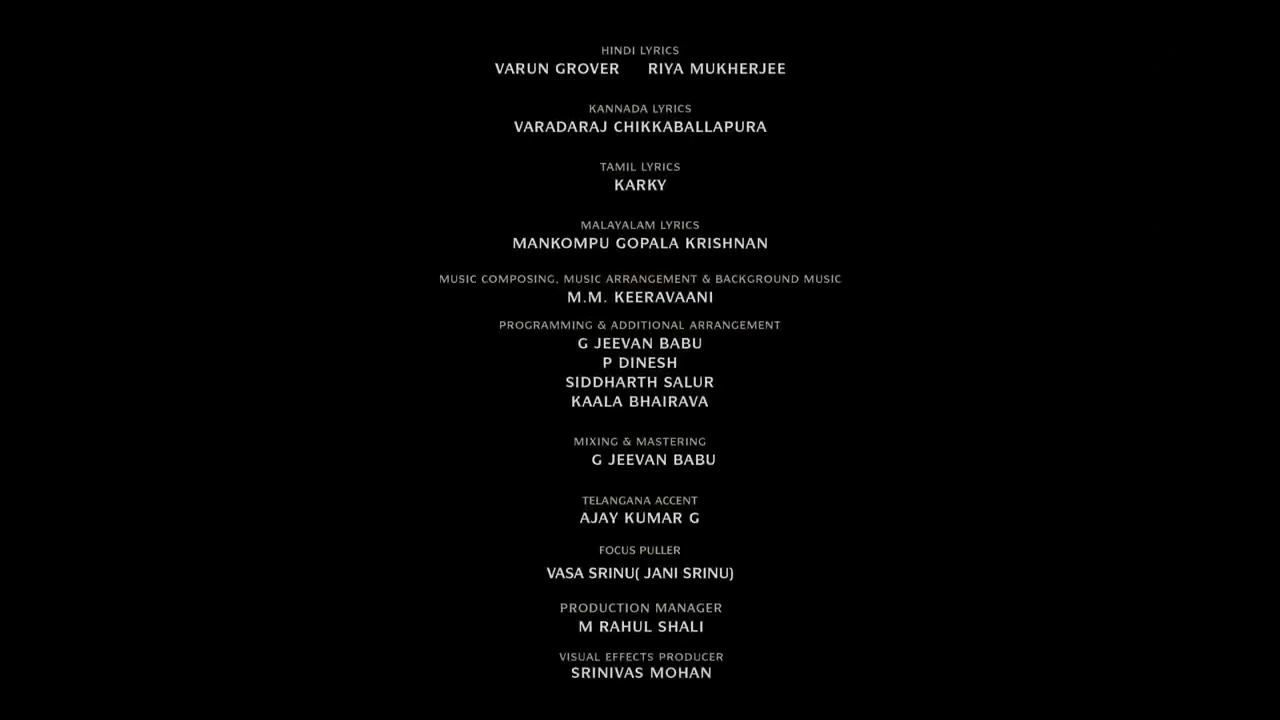 HINDI LYRICS
VARUN GROVER RIYA MUKHERJEE
KANNADA LYRICS
VARADARAJ CHIKKABALLAPURA
TAMIL LYRICS
KARKY
MALAYALAM LYRICS
MANKOMPU GOPALA KRISHNAN
MUSIC COMPOSING, MUSIC ARRANGEMENT & BACKGROUND MUSIC
M.M. KEERAVAANI
PROGRAMMING & ADDITIONAL ARRANGEMENT
G JEEVAN BABU
P DINESH
SIDDHARTH SALUR
KAALA BHAIRAVA
MIXING & MASTERING
G JEEVAN BABU
TELANGANA ACCENT
AJAY KUMAR G
FOCUS PULLER
VASA SRINU( JANI SRINU)
PRODUCTION MANAGER
M RAHUL SHALI
VISUAL EFFECTS PRODUCER
SRINIVAS MOHAN